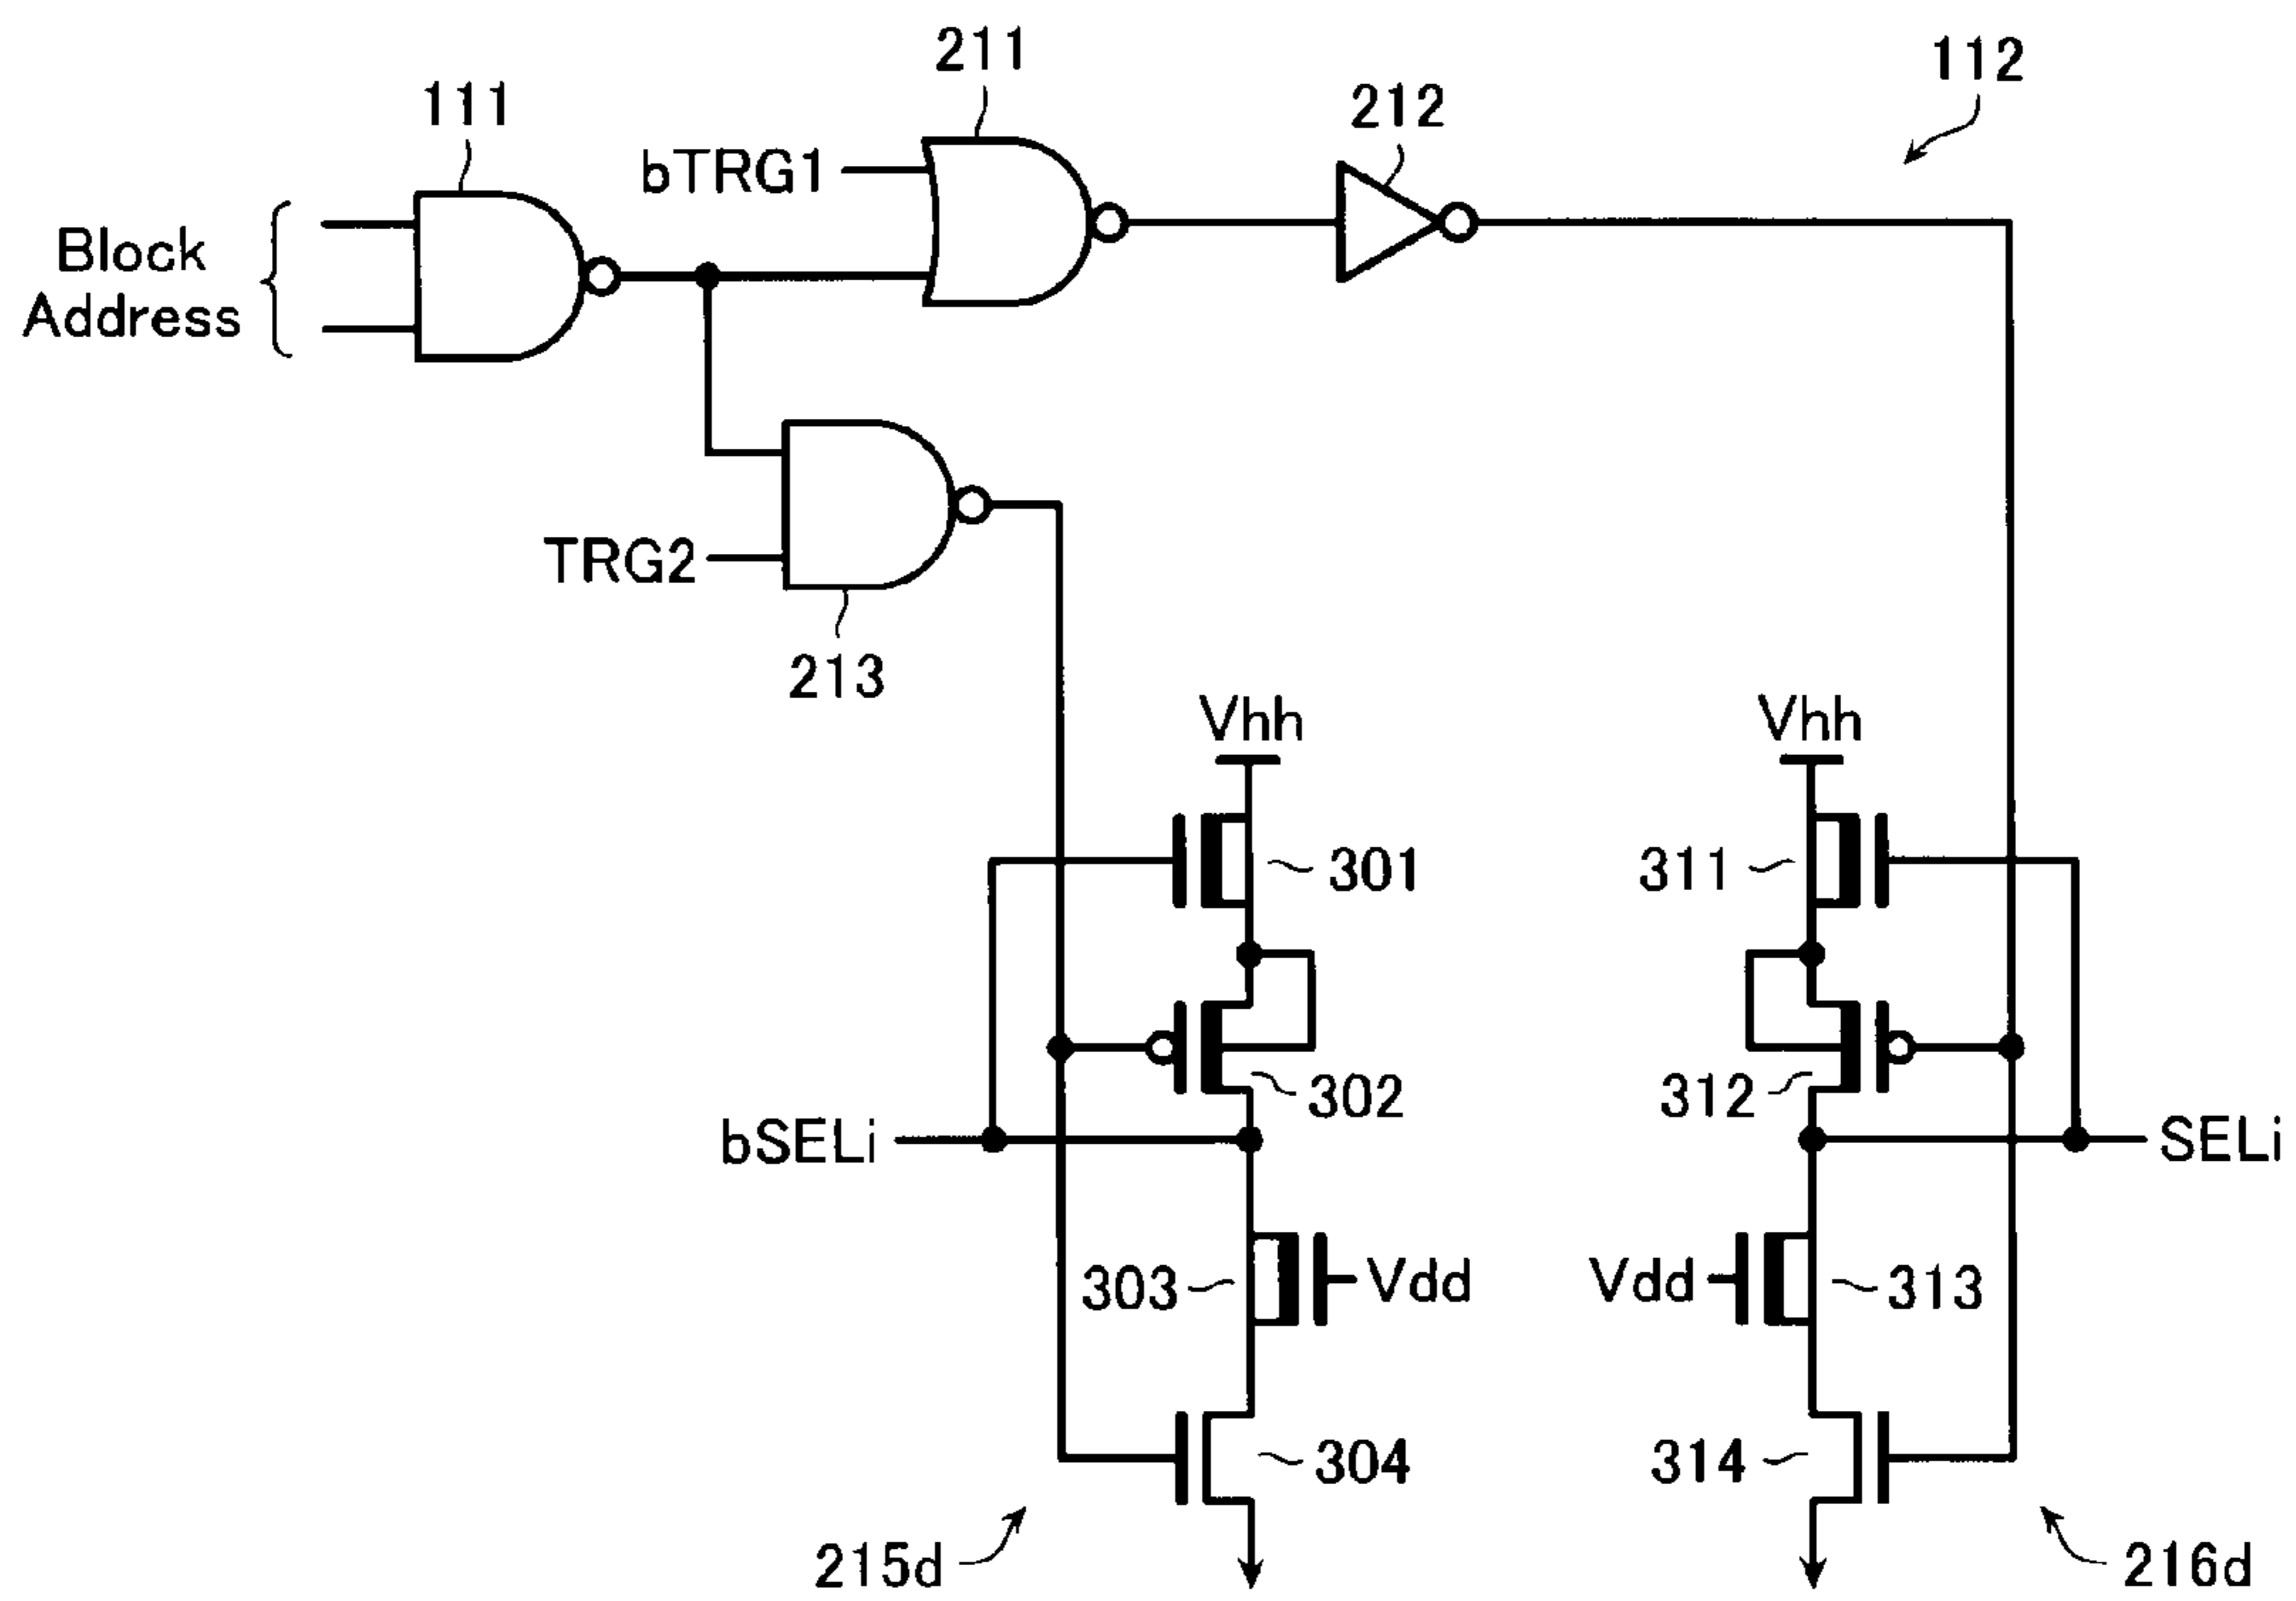 211
112
111
212
bTRG1
Block
Address
TRG2
213
Vhh
Vhh
301
311
302
312
bSELi
SELi
303
Vdd
Vdd
313
304
314
215d
216d